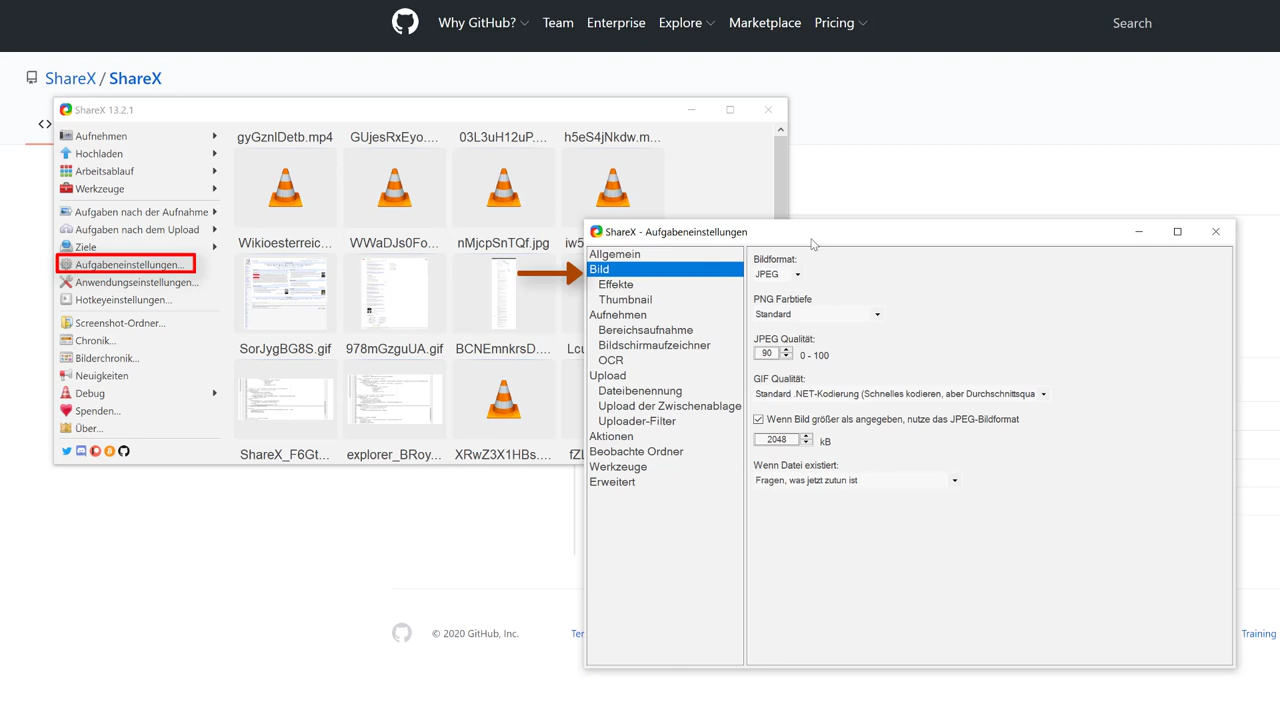 Why GitHub? Team Enterprise Explore Marketplace Pricing Search
ShareX / ShareX
ShareX 13.2.1
Aufnehmen
Hochladen
Arbeitsablauf
Werkzeuge
Aufgaben nach der Aufnahme
Aufgaben nach dem Upload
Ziele
Aufgabeneinstellungen...
Anwendungseinstellungen...
Hotkeyeinstellungen...
Screenshot-Ordner...
Chronik...
Bilderchronik...
Neuigkeiten
Debug
Spenden...
Über...
gyGznlDetb.mp4 GUjesRxEyo.... 03L3uH12uP.... h5eS4jNkdw.m...
Wikioesterreic... WWaDJs0Fo... nMjcpSnTQf.jpg iw5
SorJygBG8S.gif 978mGzguUA.gif BCNEmnkrsD.... Lcu
ShareX_F6Gt... explorer_BRoy... XRwZ3X1HBs.... fZL
ShareX - Aufgabeneinstellungen
Allgemein
Bild
Effekte
Thumbnail
Aufnehmen
Bereichsaufnahme
Bildschirmaufzeichner
OCR
Upload
Dateibenennung
Upload der Zwischenablage
Uploader-Filter
Aktionen
Beobachte Ordner
Werkzeuge
Erweitert
Bildformat:
JPEG
PNG Farbtiefe
Standard
JPEG Qualität:
90 0 - 100
GIF Qualität:
Standard .NET-Kodierung (Schnelles kodieren, aber Durchschnittsqua
Wenn Bild größer als angegeben, nutze das JPEG-Bildformat
2048 kB
Wenn Datei existiert:
Fragen, was jetzt zutun ist
© 2020 GitHub, Inc. Ter Training